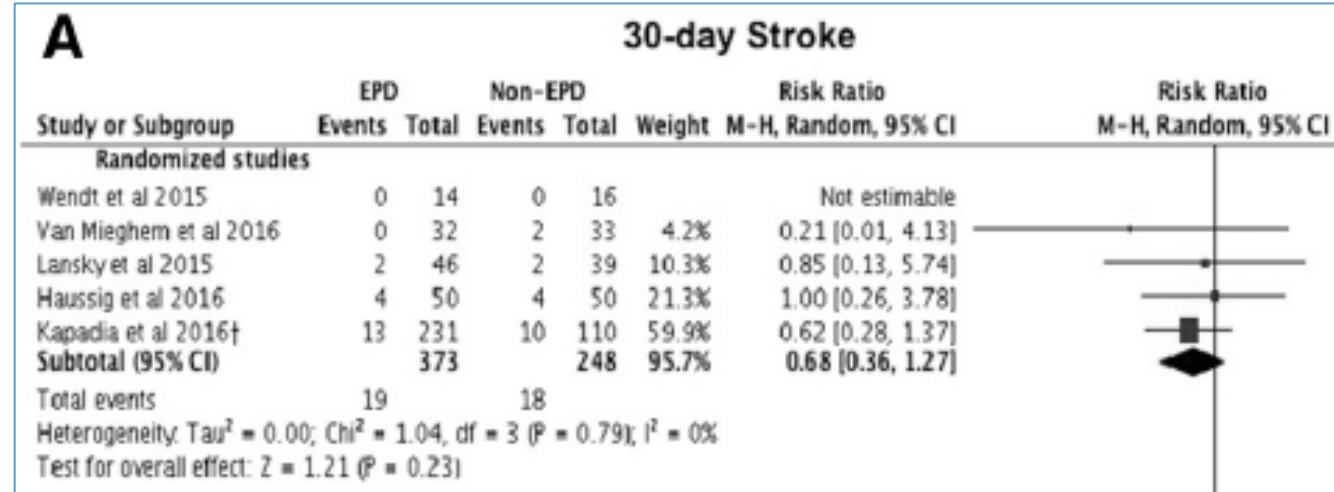 A
30-day Stroke
EPD Non-EPD Risk Ratio Risk Ratio
Study or Subgroup Events Total Events Total Weight M-H, Random, 95% CI M-H, Random, 95% CI
Randomized studies
Wendt et al 2015 0 14 0 16 Not estimable
Van Mieghem et al 2016 0 32 2 33 4.2% 0.21 [0.01, 4.13]
Lansky et al 2015 2 46 2 39 10.3% 0.85 [0.13, 5.74]
Haussig et al 2016 4 50 4 50 21.3% 1.00 [0.26, 3.78]
Kapadia et al 2016† 13 231 10 110 59.9% 0.62 [0.28, 1.37]
Subtotal (95% CI) 373 248 95.7% 0.68 [0.36, 1.27]
Total events 19 18
Heterogeneity: Tau² = 0.00; Chi² = 1.04, df = 3 (P = 0.79); I² = 0%
Test for overall effect: Z = 1.21 (P = 0.23)